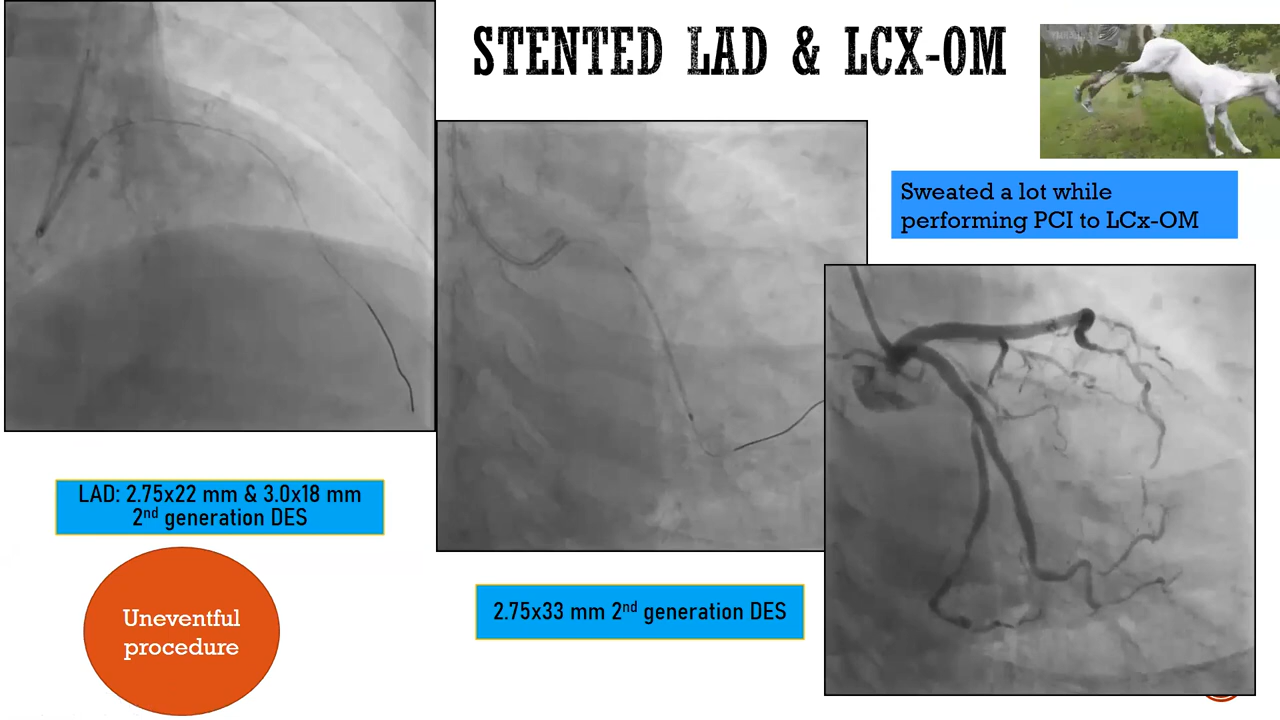 STENTED LAD & LCX-OM
Sweated a lot while
performing PCI to LCx-OM
LAD: 2.75x22 mm & 3.0x18 mm
2nd generation DES
2.75x33 mm 2nd generation DES
Uneventful
procedure